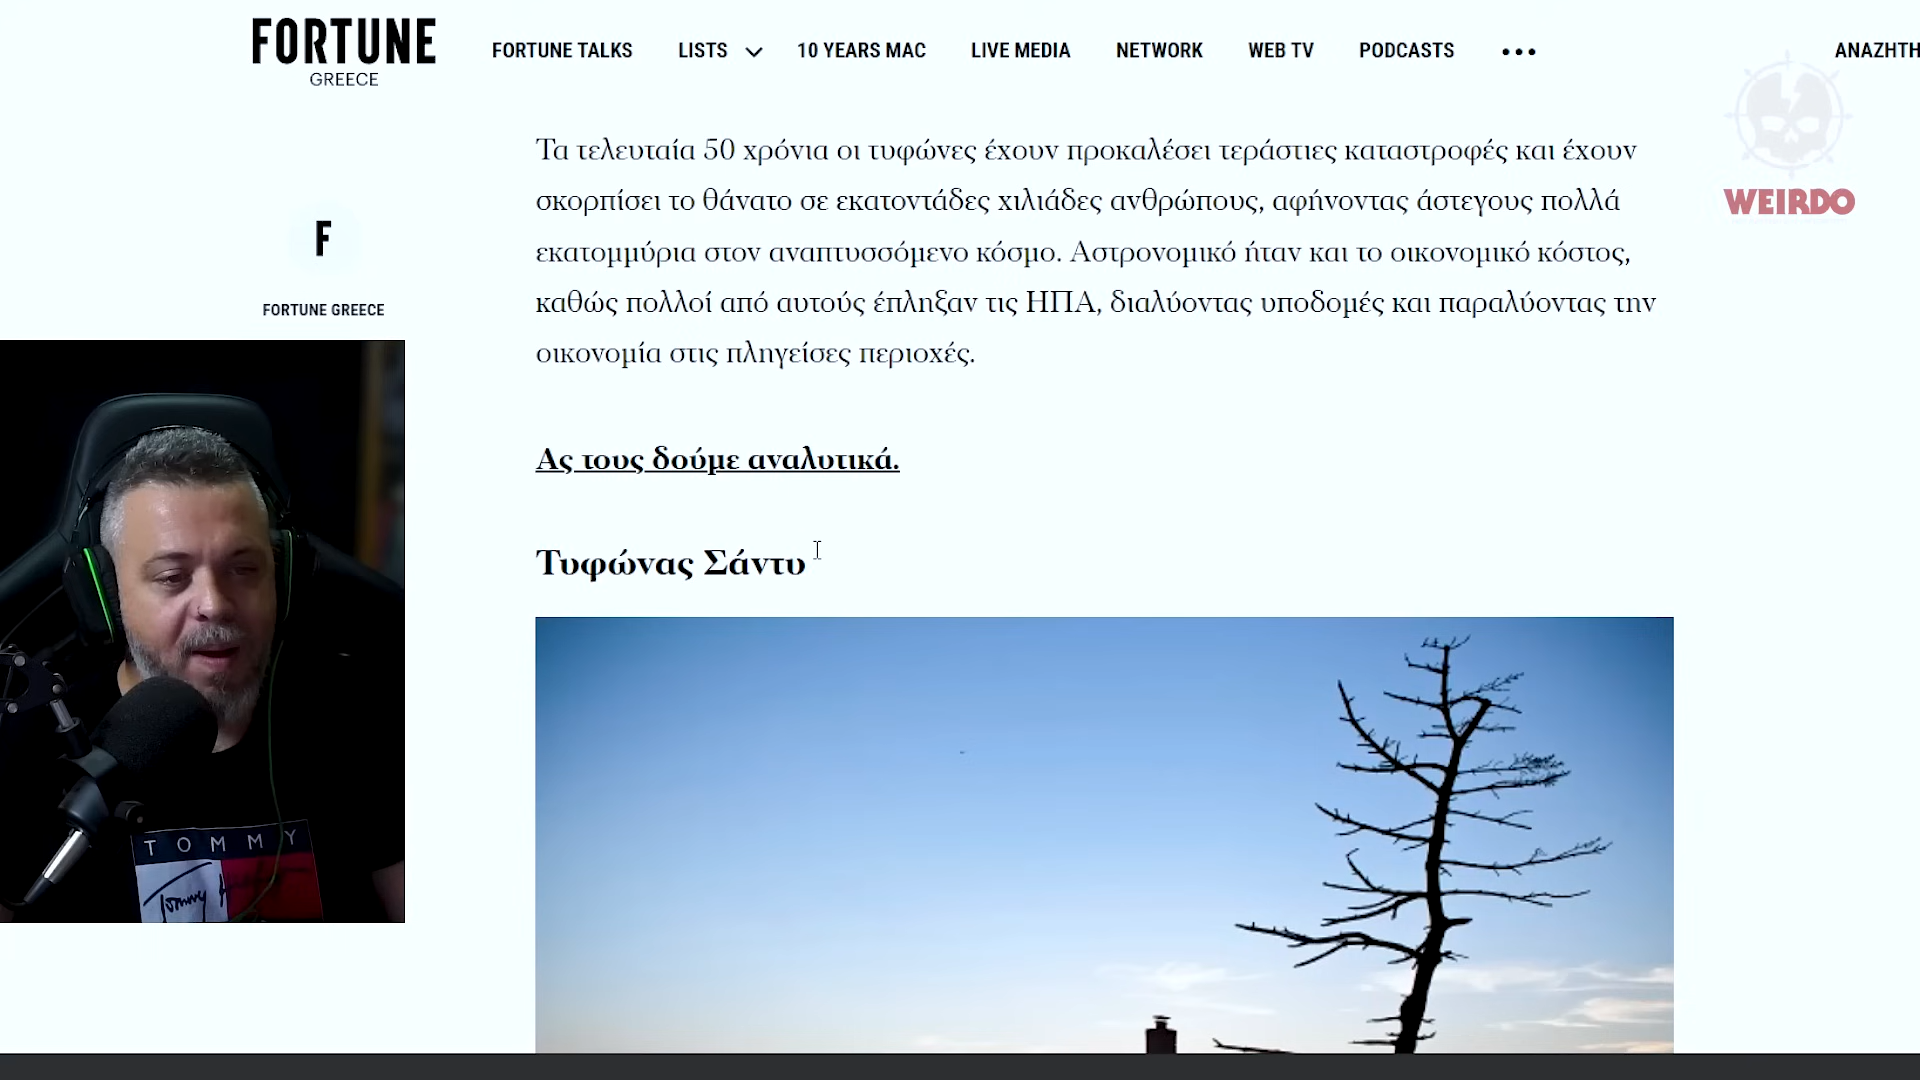 FORTUNE
GREECE
FORTUNE TALKS
LISTS
10 YEARS MAC
LIVE MEDIA
NETWORK
WEB TV
PODCASTS
ΑΝΑΖΗΤΗ
WEIRDO
Τα τελευταία 50 χρόνια οι τυφώνες έχουν προκαλέσει τεράστιες καταστροφές και έχουν
σκορπίσει το θάνατο σε εκατοντάδες χιλιάδες ανθρώπους, αφήνοντας άστεγους πολλά
εκατομμύρια στον αναπτυσσόμενο κόσμο. Αστρονομικό ήταν και το οικονομικό κόστος,
καθώς πολλοί από αυτούς έπληξαν τις ΗΠΑ, διαλύοντας υποδομές και παραλύοντας την
οικονομία στις πληγείσες περιοχές.
F
FORTUNE GREECE
Ας τους δούμε αναλυτικά.
Τυφώνας Σάντυ
TOMMY
Tommy